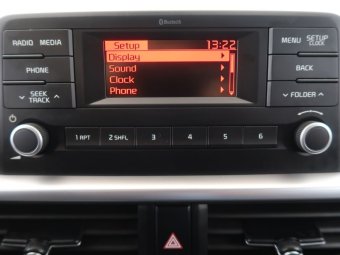 Bluetooth
RADIO MEDIA
Setup 13:22
MENU SETUP
CLOCK
Display
Sound
PHONE
BACK
Clock
Phone
SEEK
TRACK
FOLDER
1 RPT 2 SHFL 3 4 5 6